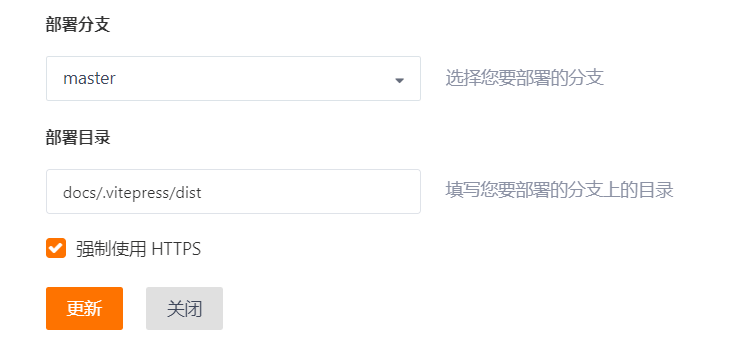 部署分支
master
选择您要部署的分支
部署目录
docs/.vitepress/dist
填写您要部署的分支上的目录
强制使用 HTTPS
更新
关闭